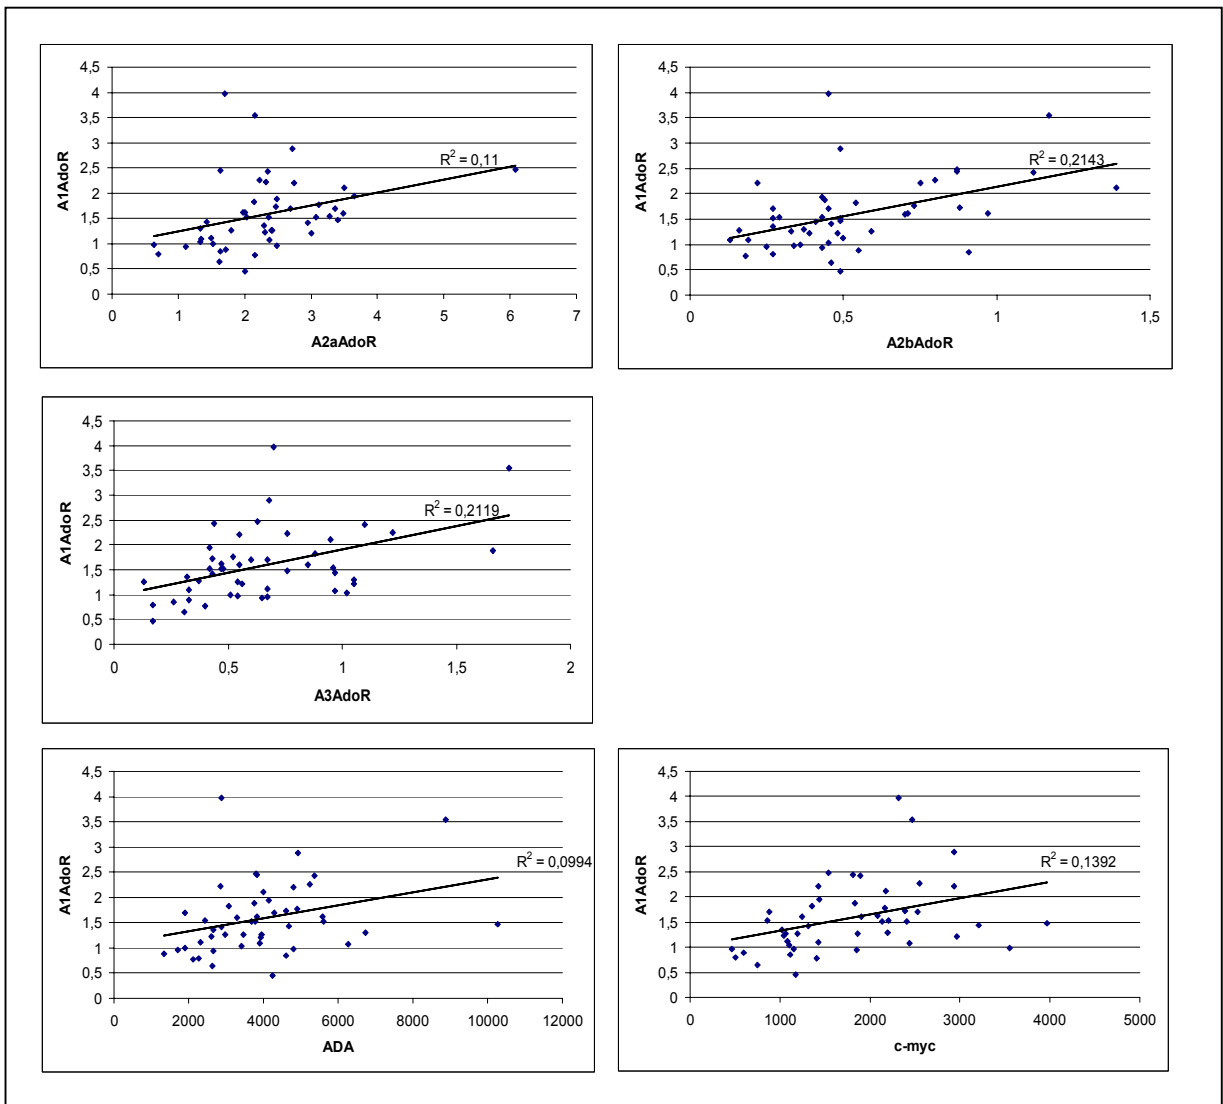 4,5
4
3,5
3
2,5
2
1,5
1
0,5
0
A1AdoR
R² = 0,11
0 1 2 3 4 5 6 7
A2aAdoR
4,5
4
3,5
3
2,5
2
1,5
1
0,5
0
A1AdoR
R² = 0,2143
0 0,5 1 1,5
A2bAdoR
4,5
4
3,5
3
2,5
2
1,5
1
0,5
0
A1AdoR
R² = 0,2119
0 0,5 1 1,5 2
A3AdoR
4,5
4
3,5
3
2,5
2
1,5
1
0,5
0
A1AdoR
R² = 0,0994
0 2000 4000 6000 8000 10000 12000
ADA
4,5
4
3,5
3
2,5
2
1,5
1
0,5
0
A1AdoR
R² = 0,1392
0 1000 2000 3000 4000 5000
c-myc